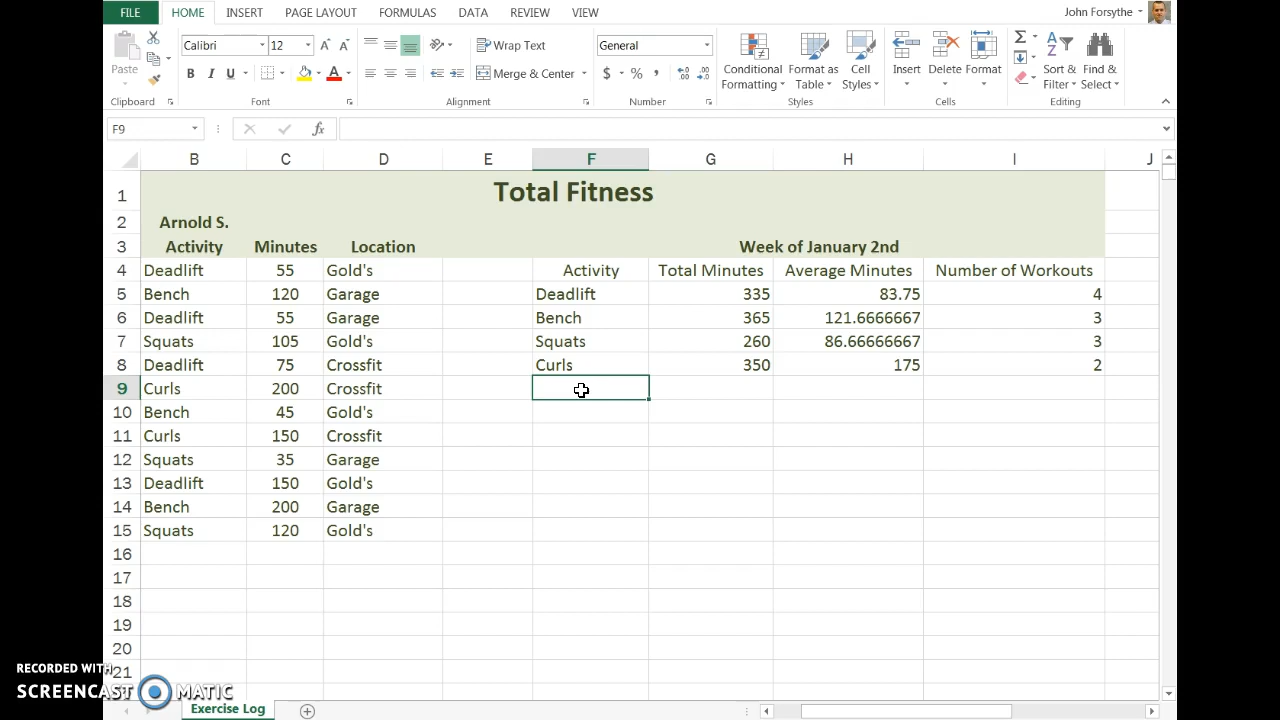 FILE HOME INSERT PAGE LAYOUT FORMULAS DATA REVIEW VIEW John Forsythe
Calibri 12 Wrap Text General
Paste B I U A Merge & Center $ % , Conditional Formatting Format as Table Cell Styles Insert Delete Format Sort & Filter Find & Select
Clipboard Font Alignment Number Styles Cells Editing
F9 fx
B C D E F G H I J
1 Total Fitness
2 Arnold S.
3 Activity Minutes Location Week of January 2nd
4 Deadlift 55 Gold's Activity Total Minutes Average Minutes Number of Workouts
5 Bench 120 Garage Deadlift 335 83.75 4
6 Deadlift 55 Garage Bench 365 121.6666667 3
7 Squats 105 Gold's Squats 260 86.66666667 3
8 Deadlift 75 Crossfit Curls 350 175 2
9 Curls 200 Crossfit
10 Bench 45 Gold's
11 Curls 150 Crossfit
12 Squats 35 Garage
13 Deadlift 150 Gold's
14 Bench 200 Garage
15 Squats 120 Gold's
16
17
18
19
20
21
RECORDED WITH
SCREENCAST MATIC
Exercise Log